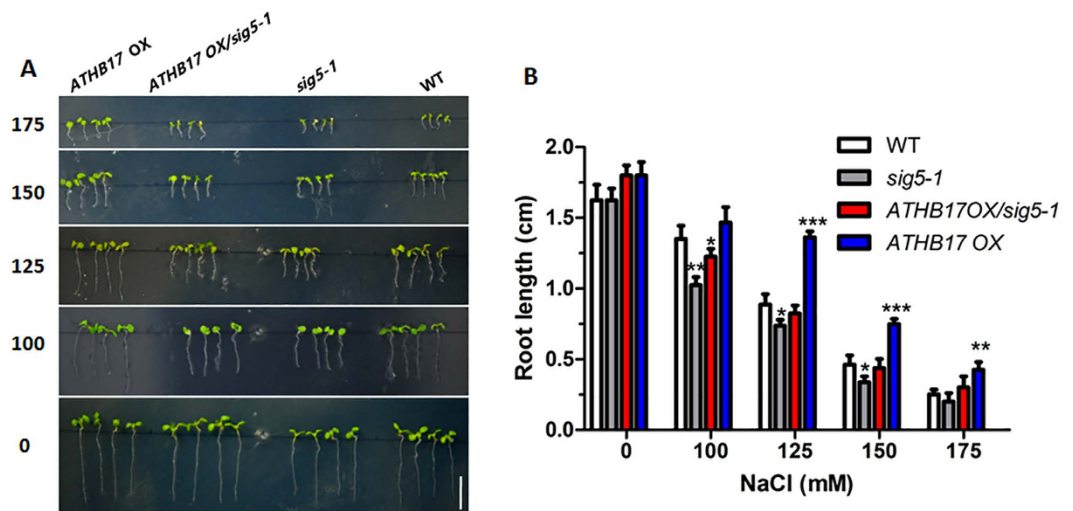 A
ATHB17 OX
ATHB17 OX/sig5-1
sig5-1
WT
175
150
125
100
0
B
WT
sig5-1
ATHB17OX/sig5-1
ATHB17 OX
Root length (cm)
2.0
1.5
1.0
0.5
0.0
**
*
*
***
*
***
**
0
100
125
150
175
NaCl (mM)